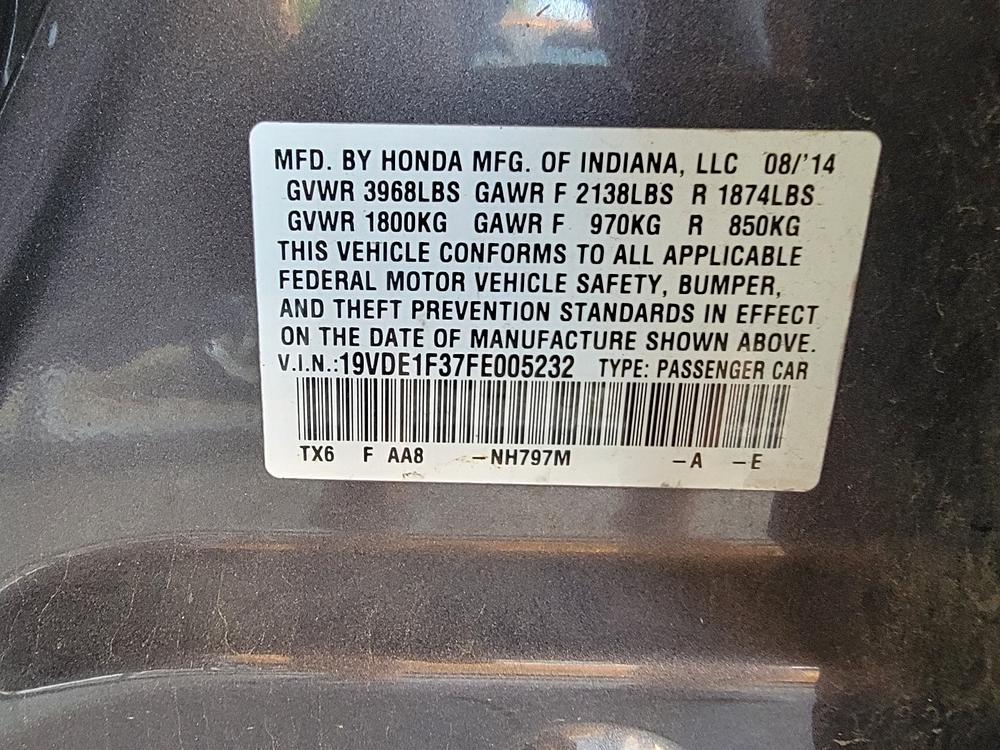 MFD. BY HONDA MFG. OF INDIANA, LLC 08/'14
GVWR 3968LBS GAWR F 2138LBS R 1874LBS
GVWR 1800KG GAWR F 970KG R 850KG
THIS VEHICLE CONFORMS TO ALL APPLICABLE
FEDERAL MOTOR VEHICLE SAFETY, BUMPER,
AND THEFT PREVENTION STANDARDS IN EFFECT
ON THE DATE OF MANUFACTURE SHOWN ABOVE.
V.I.N.:19VDE1F37FE005232 TYPE: PASSENGER CAR
TX6 F AA8 -NH797M -A -E